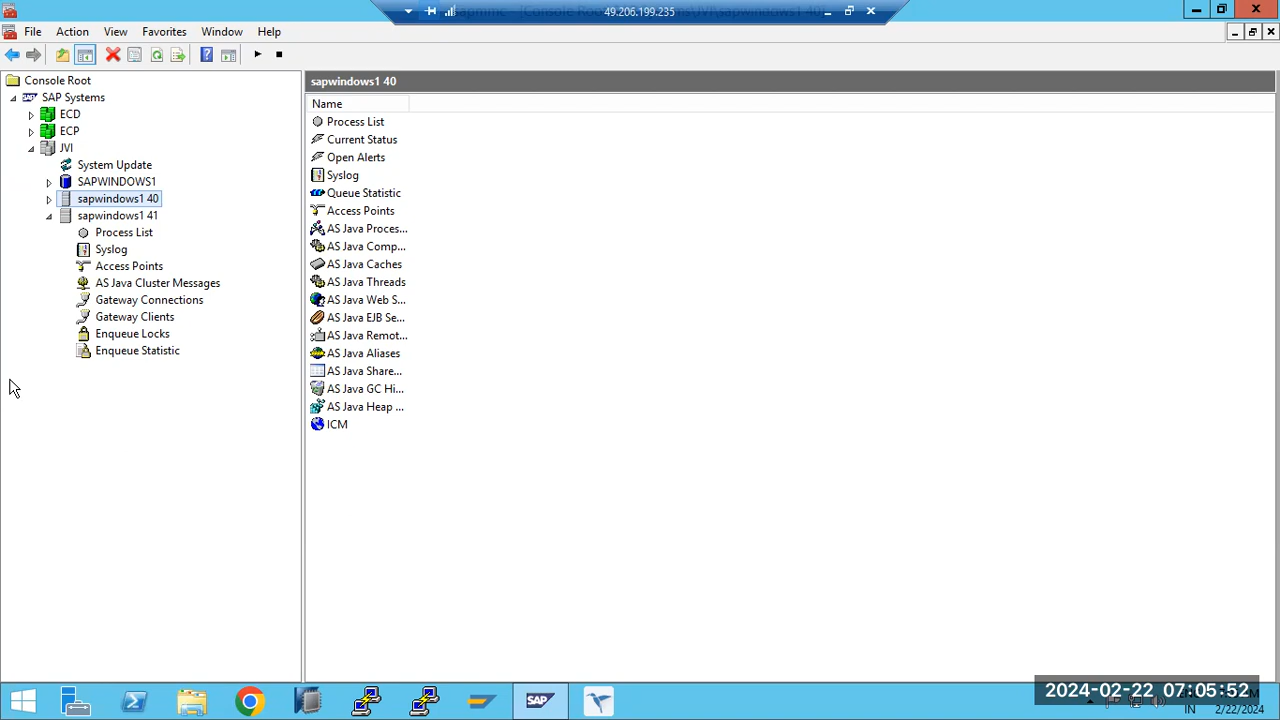 49.206.199.235
File Action View Favorites Window Help
Console Root
SAP Systems
ECD
ECP
JVI
System Update
SAPWINDOWS1
sapwindows1 40
sapwindows1 41
Process List
Syslog
Access Points
AS Java Cluster Messages
Gateway Connections
Gateway Clients
Enqueue Locks
Enqueue Statistic
sapwindows1 40
Name
Process List
Current Status
Open Alerts
Syslog
Queue Statistic
Access Points
AS Java Proces...
AS Java Comp...
AS Java Caches
AS Java Threads
AS Java Web S...
AS Java EJB Se...
AS Java Remot...
AS Java Aliases
AS Java Share...
AS Java GC Hi...
AS Java Heap ...
ICM
SAP
2024-02-22 07:05:52
IN 2/22/2024